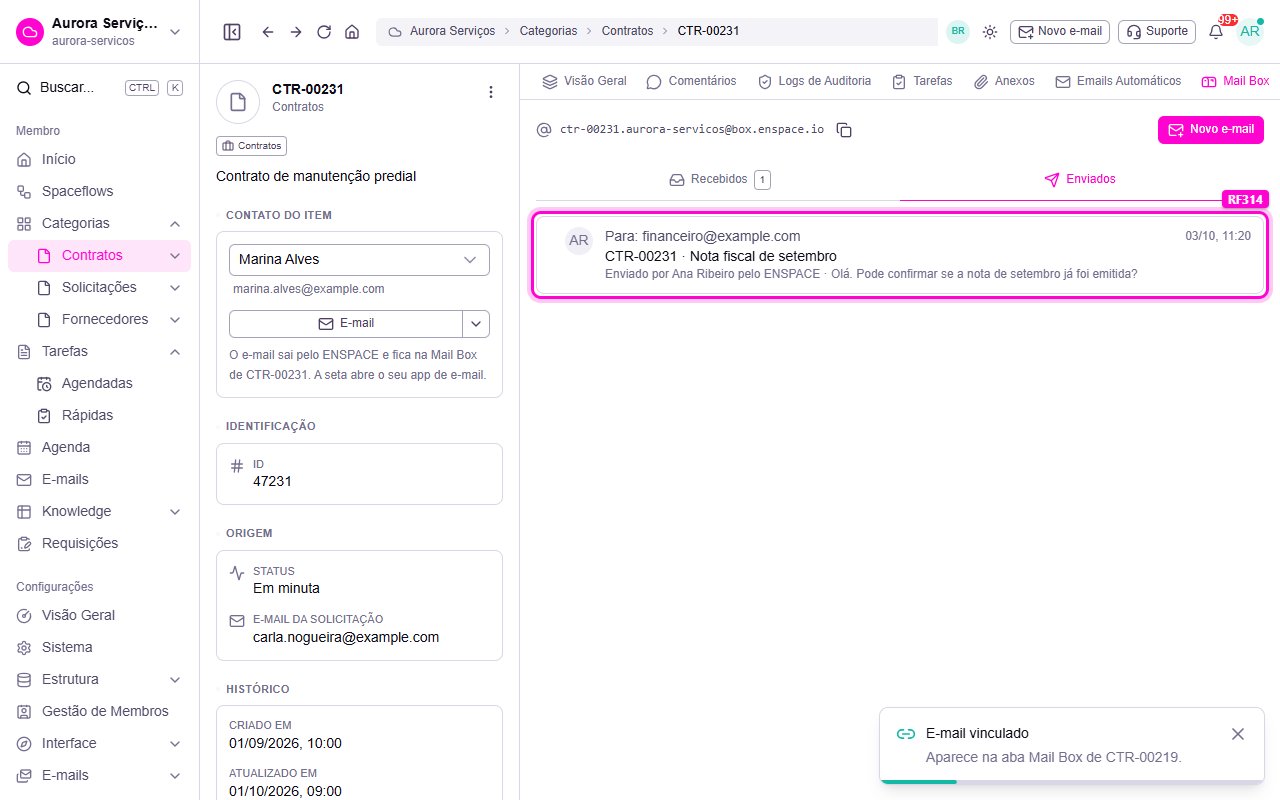 Aurora Serviç...
aurora-servicos
Aurora Serviços
Categorias
Contratos
CTR-00231
BR
Novo e-mail
Suporte
99+
AR
Buscar...
CTRL
K
Membro
Início
Spaceflows
Categorias
Contratos
Solicitações
Fornecedores
Tarefas
Agendadas
Rápidas
Agenda
E-mails
Knowledge
Requisições
Configurações
Visão Geral
Sistema
Estrutura
Gestão de Membros
Interface
E-mails
CTR-00231
Contratos
Contratos
Contrato de manutenção predial
CONTATO DO ITEM
Marina Alves
marina.alves@example.com
E-mail
O e-mail sai pelo ENSPACE e fica na Mail Box
de CTR-00231. A seta abre o seu app de e-mail.
IDENTIFICAÇÃO
ID
47231
ORIGEM
STATUS
Em minuta
E-MAIL DA SOLICITAÇÃO
carla.nogueira@example.com
HISTÓRICO
CRIADO EM
01/09/2026, 10:00
ATUALIZADO EM
01/10/2026, 09:00
Visão Geral
Comentários
Logs de Auditoria
Tarefas
Anexos
Emails Automáticos
Mail Box
ctr-00231.aurora-servicos@box.enspace.io
Novo e-mail
Recebidos 1
Enviados
RF314
AR
Para: financeiro@example.com
03/10, 11:20
CTR-00231 · Nota fiscal de setembro
Enviado por Ana Ribeiro pelo ENSPACE · Olá. Pode confirmar se a nota de setembro já foi emitida?
E-mail vinculado
Aparece na aba Mail Box de CTR-00219.